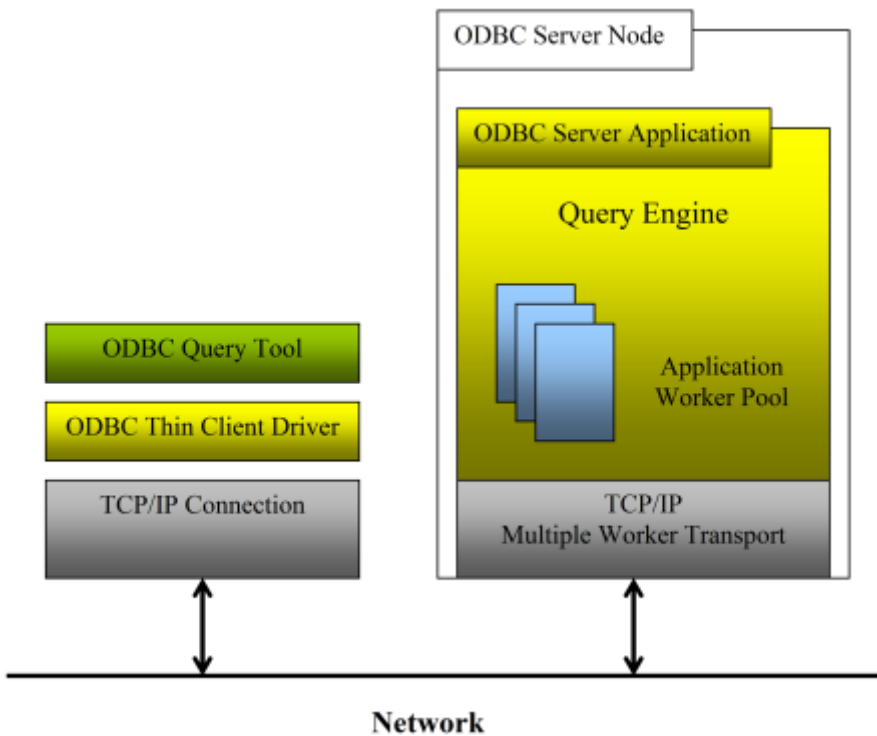 ODBC Server Node
ODBC Server Application
Query Engine
Application
Worker Pool
ODBC Query Tool
ODBC Thin Client Driver
TCP/IP Connection
TCP/IP
Multiple Worker Transport
Network